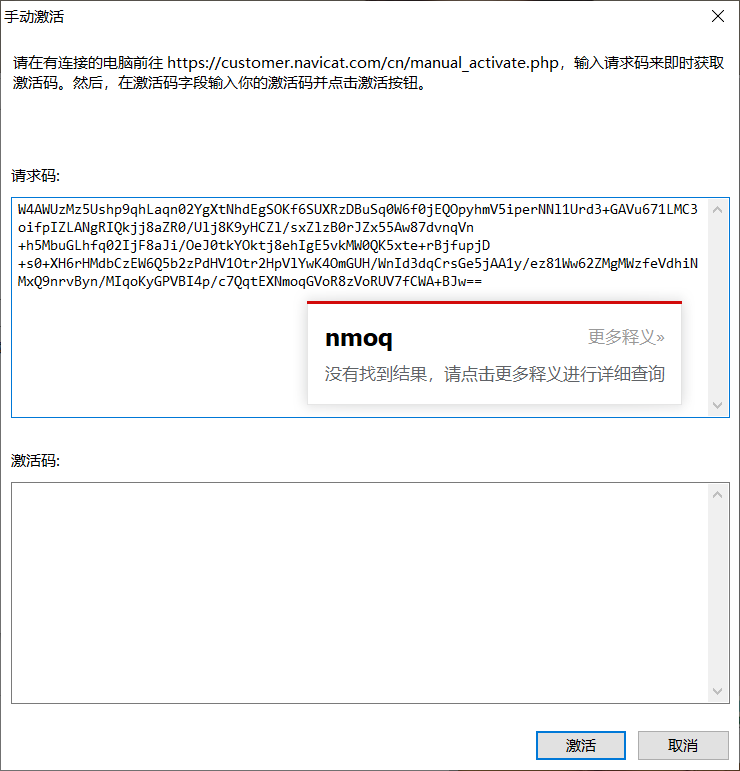 手动激活
请在有连接的电脑前往 https://customer.navicat.com/cn/manual_activate.php，输入请求码来即时获取
激活码。然后，在激活码字段输入你的激活码并点击激活按钮。
请求码:
W4AWUzMz5Ushp9qhLaqn02YgXtNhdEgSOKf6SUXRzDBuSq0W6f0jEQOpyhmV5iperNNl1Urd3+GAVu671LMC3
oifpIZLANgRIQkjj8aZR0/Ulj8K9yHCZl/sxZlzB0rJZx55Aw87dvnqVn
+h5MbuGLhfq02IjF8aJi/OeJ0tkYOktj8ehIgE5vkMW0QK5xte+rBjfupjD
+s0+XH6rHMdbCzEW6Q5b2zPdHV1Otr2HpVlYwK4OmGUH/WnId3dqCrsGe5jAA1y/ez81Ww62ZMgMWzfeVdhiN
MxQ9nrvByn/MIqoKyGPVBI4p/c7QqtEXNmoqGVoR8zVoRUV7fCWA+BJw==
nmoq
更多释义»
没有找到结果，请点击更多释义进行详细查询
激活码:
激活
取消